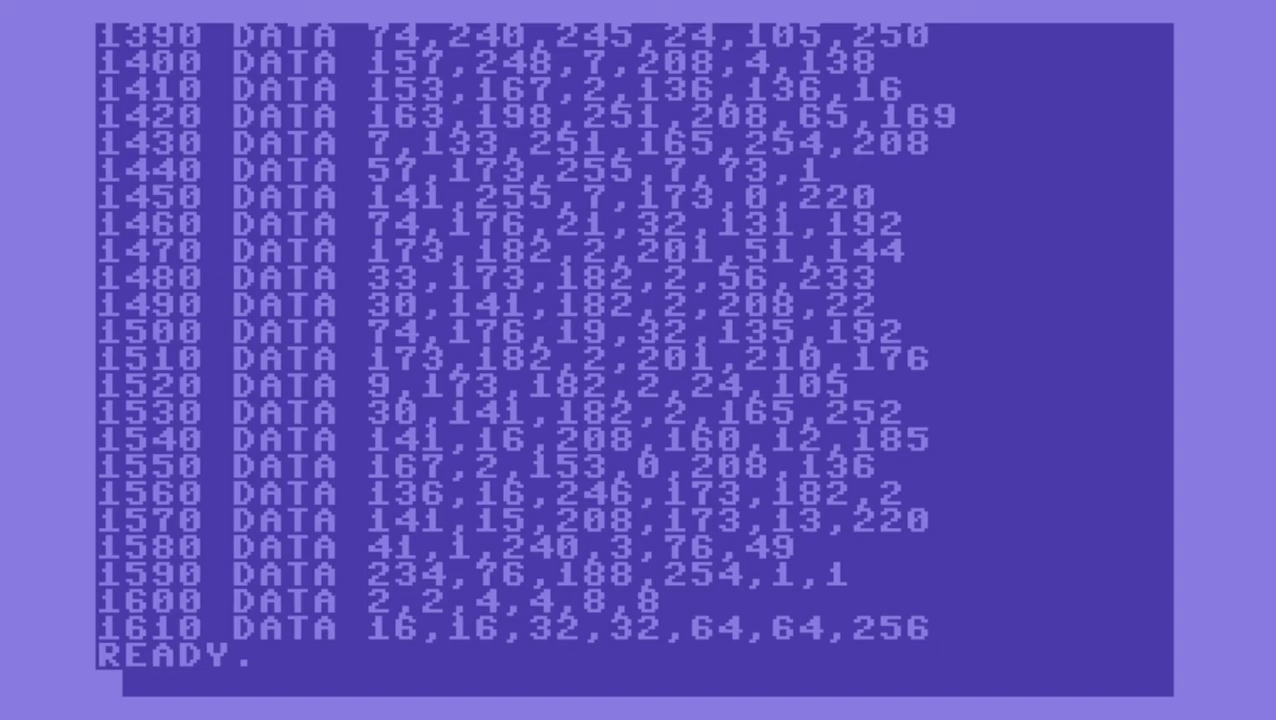 1390 DATA 74,240,245,24,105,250
1400 DATA 157,248,7,208,4,138
1410 DATA 153,167,2,136,136,16
1420 DATA 163,198,251,208,65,169
1430 DATA 7,133,251,165,254,208
1440 DATA 57,173,255,7,73,1
1450 DATA 141,255,7,173,0,220
1460 DATA 74,176,21,32,131,192
1470 DATA 173,182,2,201,51,144
1480 DATA 33,173,182,2,56,233
1490 DATA 30,141,182,2,208,22
1500 DATA 74,176,19,32,135,192
1510 DATA 173,182,2,201,210,176
1520 DATA 9,173,182,2,24,105
1530 DATA 30,141,182,2,165,252
1540 DATA 141,16,208,160,12,185
1550 DATA 167,2,153,0,208,136
1560 DATA 136,16,246,173,182,2
1570 DATA 141,15,208,173,13,220
1580 DATA 41,1,240,3,76,49
1590 DATA 234,76,188,254,1,1
1600 DATA 2,2,4,4,8,8
1610 DATA 16,16,32,32,64,64,256
READY.